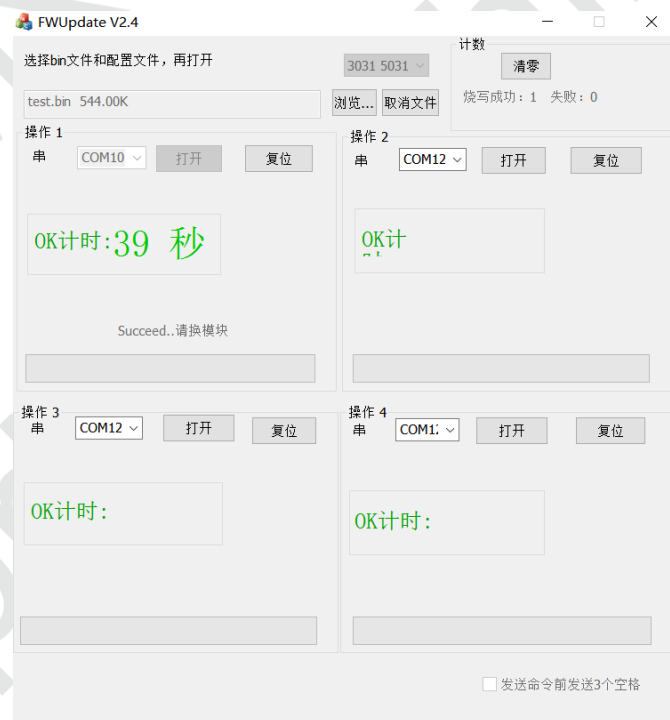 FWUpdate V2.4
选择bin文件和配置文件，再打开
3031 5031
计数
清零
test.bin 544.00K
浏览...
取消文件
烧写成功：1 失败：0
操作 1
串
COM10
打开
复位
OK计时:39 秒
Succeed..请换模块
操作 2
串
COM12
打开
复位
OK计
操作 3
串
COM12
打开
复位
OK计时:
操作 4
串
COM12
打开
复位
OK计时:
发送命令前发送3个空格